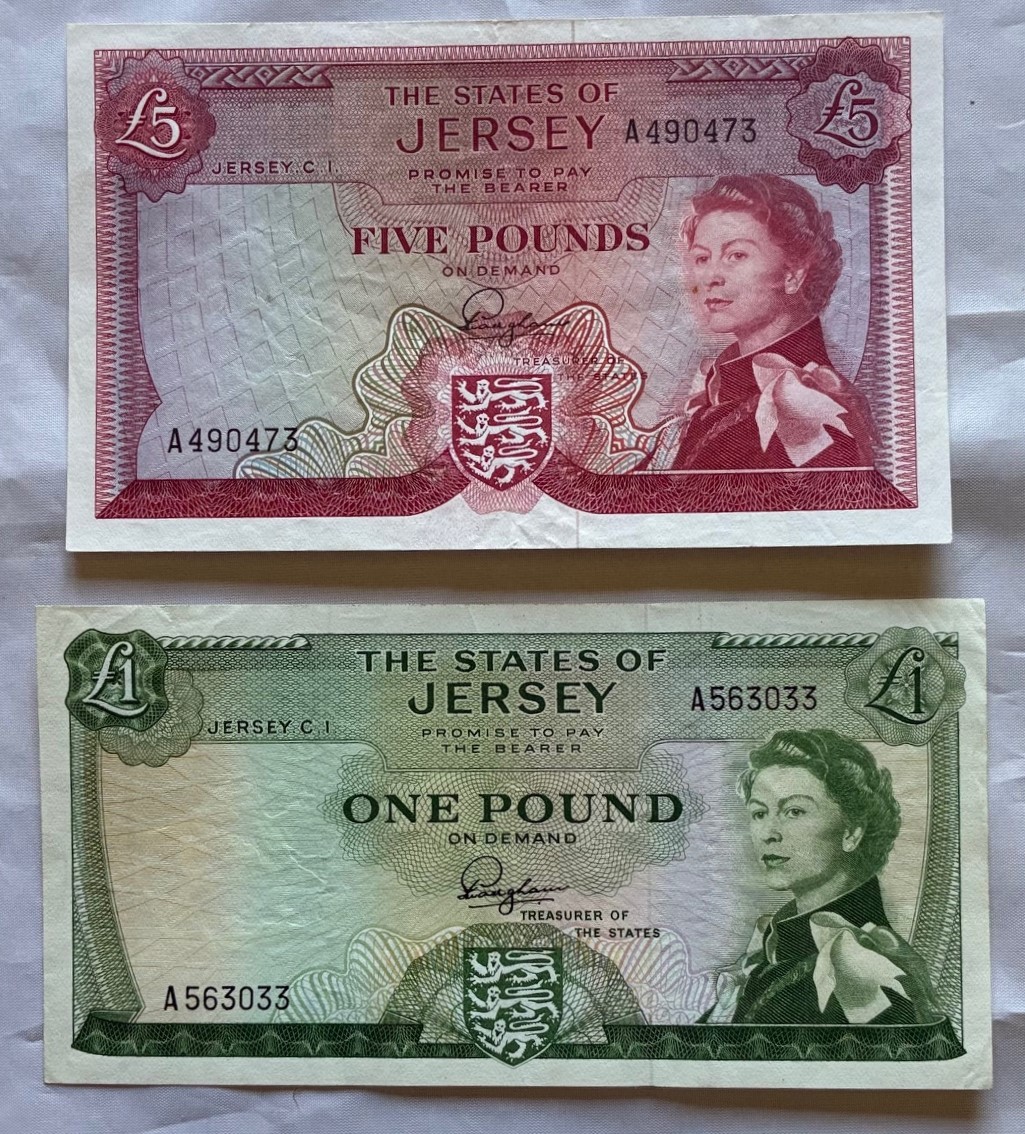 £5
£5
THE STATES OF
JERSEY A490473
JERSEY. C. I.
PROMISE TO PAY
THE BEARER
FIVE POUNDS
ON DEMAND
TREASURER OF
THE STATES
A490473
£1
£1
THE STATES OF
JERSEY A563033
JERSEY. C. I
PROMISE TO PAY
THE BEARER
ONE POUND
ON DEMAND
TREASURER OF
THE STATES
A563033